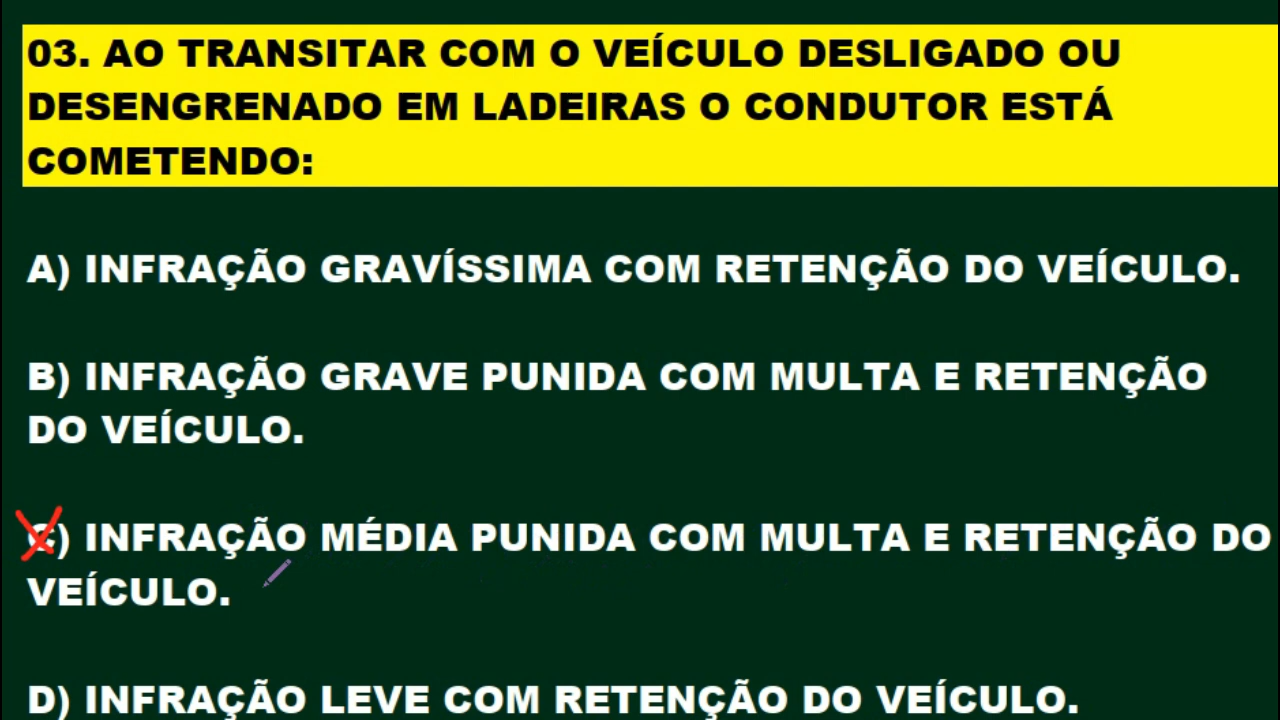 03. AO TRANSITAR COM O VEÍCULO DESLIGADO OU
DESENGRENADO EM LADEIRAS O CONDUTOR ESTÁ
COMETENDO:
A) INFRAÇÃO GRAVÍSSIMA COM RETENÇÃO DO VEÍCULO.
B) INFRAÇÃO GRAVE PUNIDA COM MULTA E RETENÇÃO
DO VEÍCULO.
C) INFRAÇÃO MÉDIA PUNIDA COM MULTA E RETENÇÃO DO
VEÍCULO.
D) INFRAÇÃO LEVE COM RETENÇÃO DO VEÍCULO.